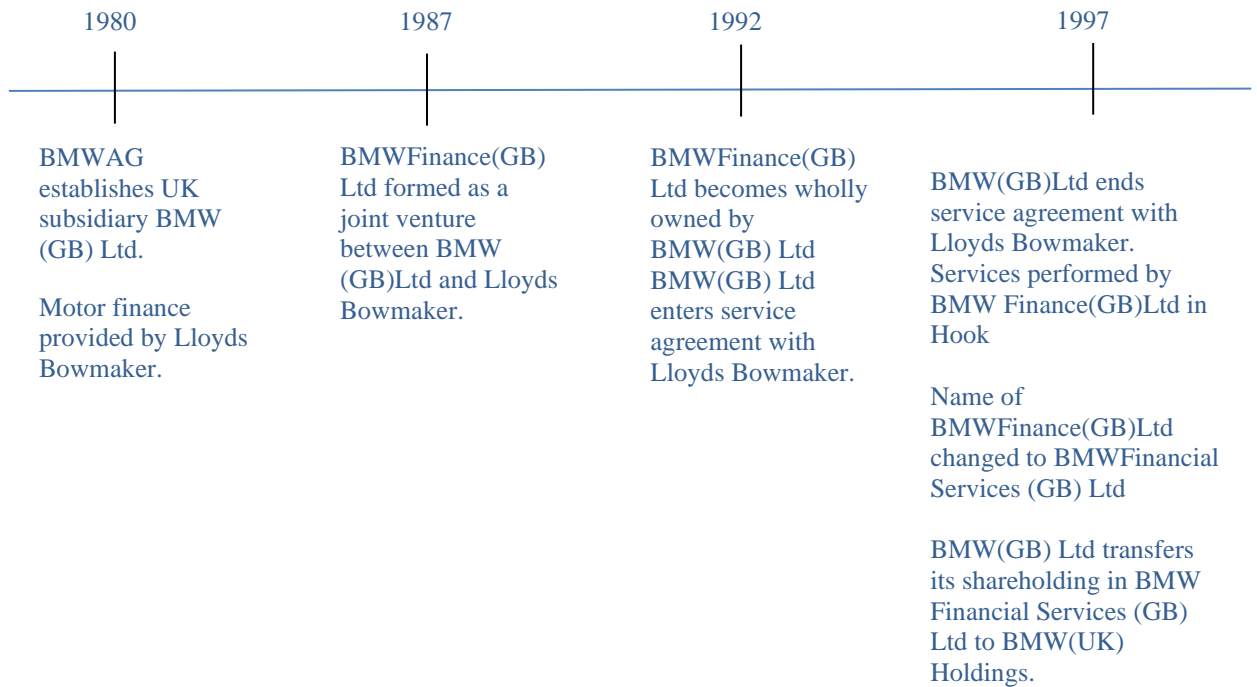 1980
1987
1992
1997
BMWAG
establishes UK
subsidiary BMW
(GB) Ltd.
Motor finance
provided by Lloyds
Bowmaker.
BMWFinance(GB)
Ltd formed as a
joint venture
between BMW
(GB)Ltd and Lloyds
Bowmaker.
BMWFinance(GB)
Ltd becomes wholly
owned by
BMW(GB) Ltd
BMW(GB) Ltd
enters service
agreement with
Lloyds Bowmaker.
BMW(GB)Ltd ends
service agreement with
Lloyds Bowmaker.
Services performed by
BMW Finance(GB)Ltd in
Hook
Name of
BMWFinance(GB)Ltd
changed to BMWFinancial
Services (GB) Ltd
BMW(GB) Ltd transfers
its shareholding in BMW
Financial Services (GB)
Ltd to BMW(UK)
Holdings.